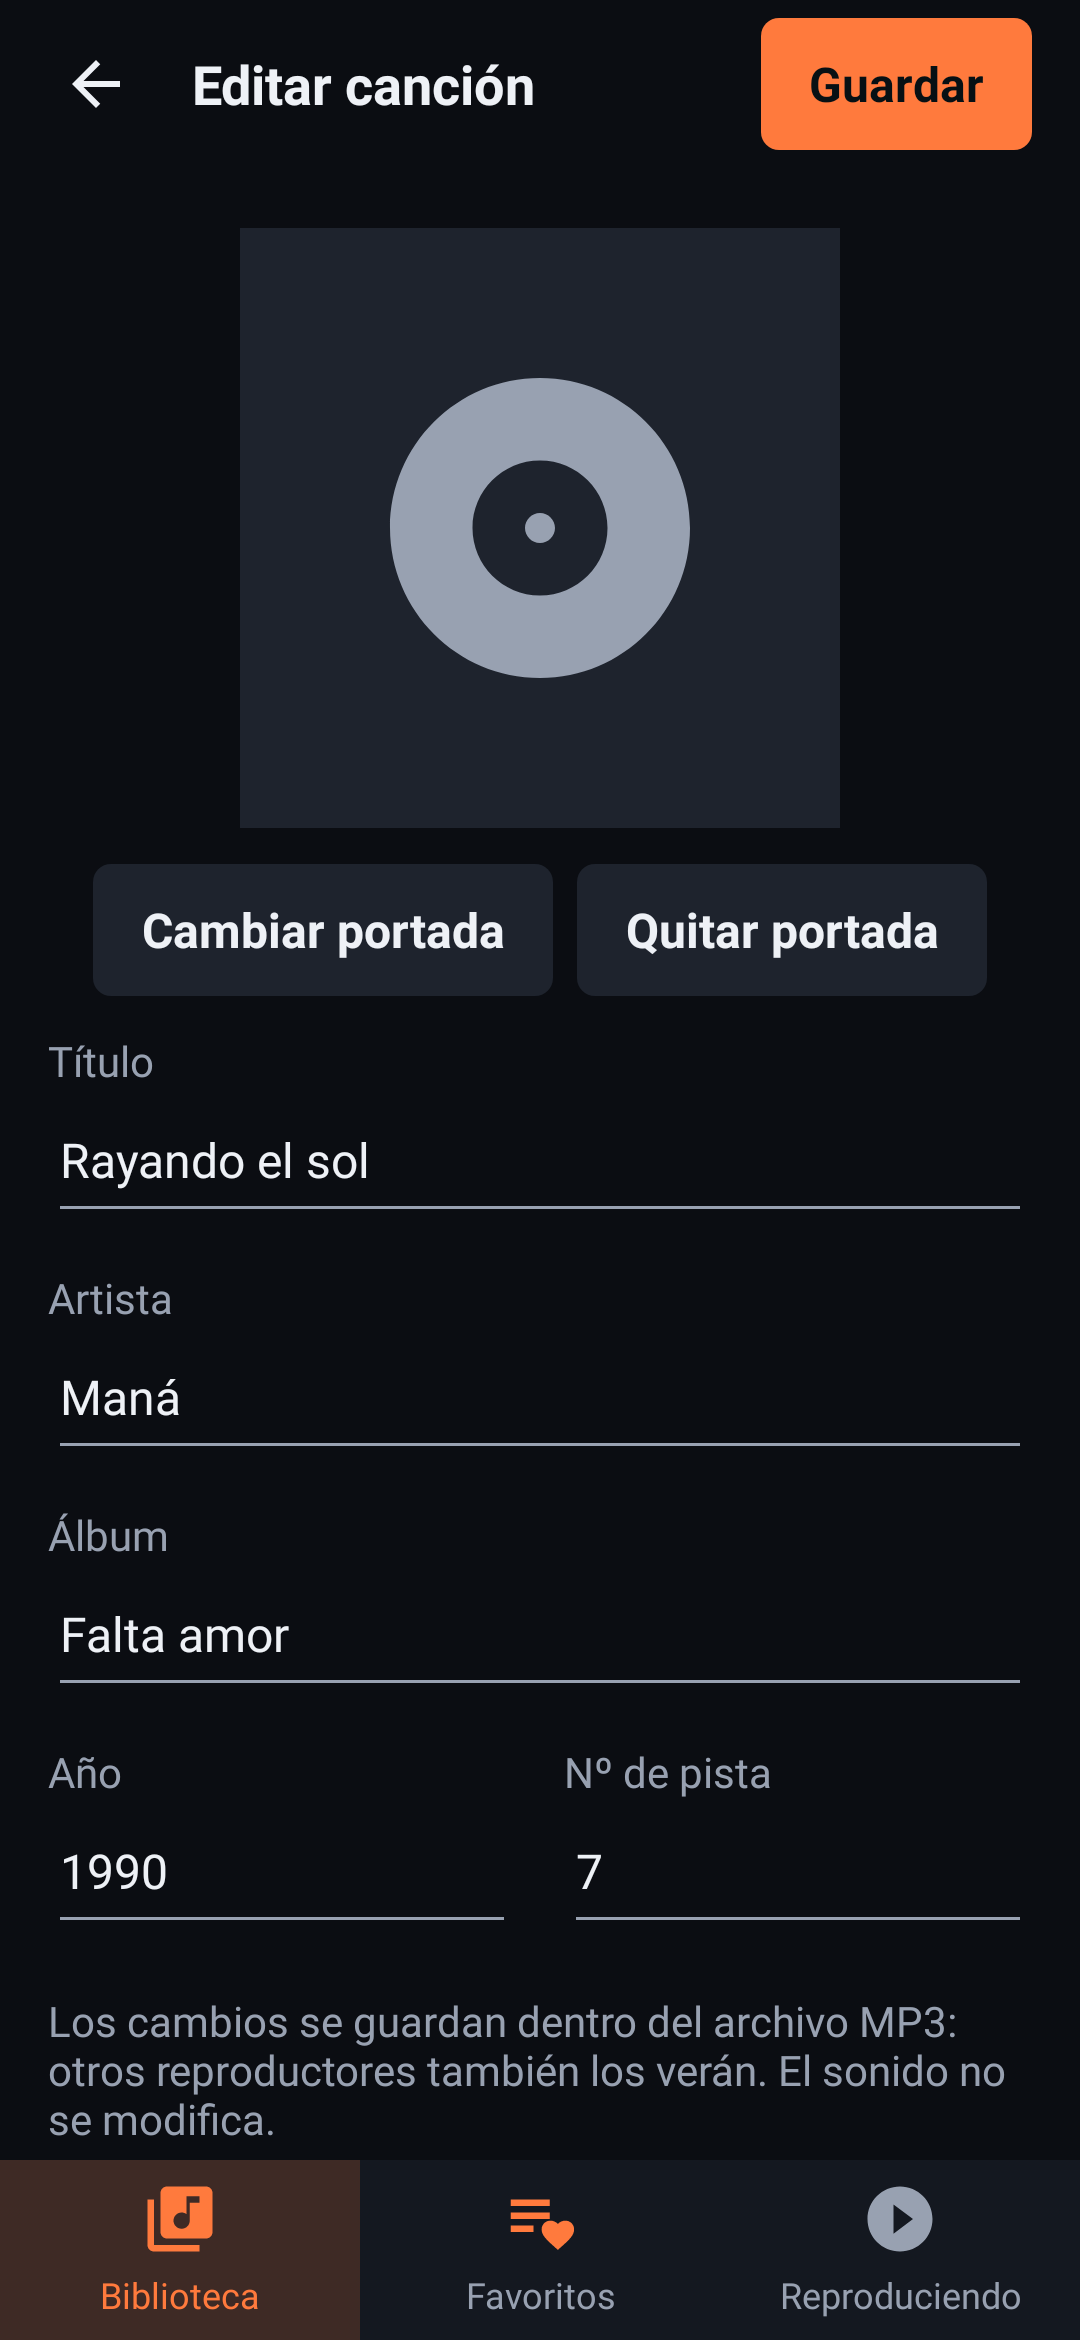 Editar canción
Guardar
Cambiar portada
Quitar portada
Título
Rayando el sol
Artista
Maná
Álbum
Falta amor
Año
Nº de pista
1990
7
Los cambios se guardan dentro del archivo MP3:
otros reproductores también los verán. El sonido no
se modifica.
Biblioteca
Favoritos
Reproduciendo